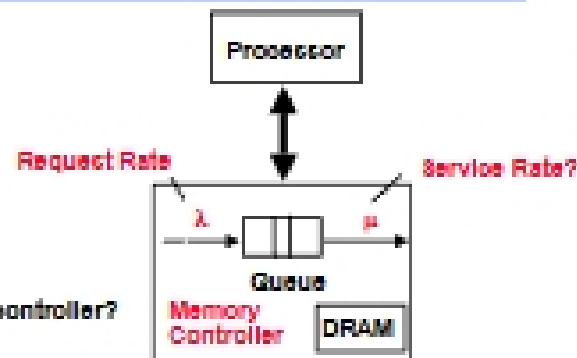 Processor
Request Rate
Service Rate?
λ
μ
Queue
controller?
Memory
Controller
DRAM